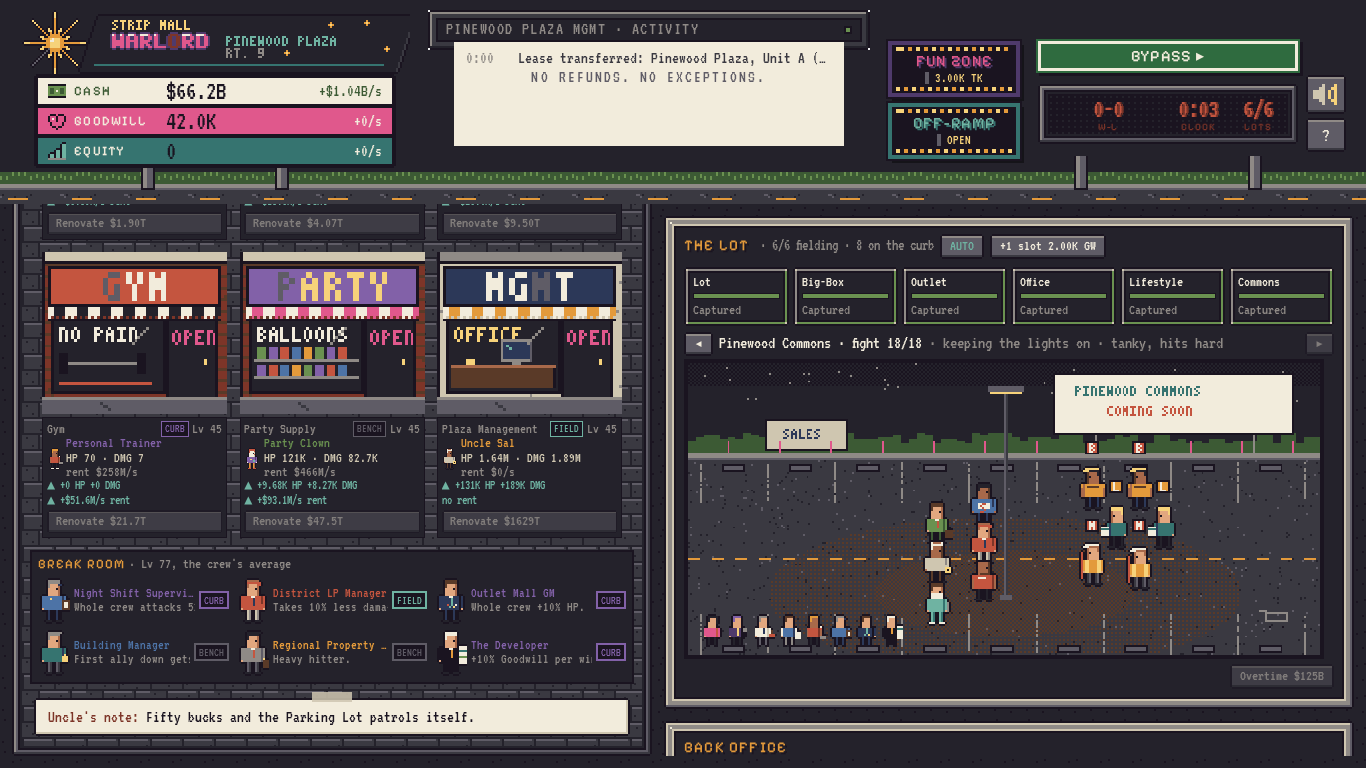 STRIP MALL
WARLORD
PINEWOOD PLAZA
RT. 9
CASH $66.2B +$1.04B/s
GOODWILL 42.0K +0/s
EQUITY 0 +0/s
PINEWOOD PLAZA MGMT · ACTIVITY
0:00 Lease transferred: Pinewood Plaza, Unit A (…
NO REFUNDS. NO EXCEPTIONS.
FUN ZONE
3.00K TK
OFF-RAMP
OPEN
BYPASS ▸
0-0 0:03 6/6
W-L CLOCK LOTS
?
Renovate $1.90T
Renovate $4.07T
Renovate $9.50T
GYM
NO PAIN
OPEN
PARTY
BALLOONS
OPEN
MGMT
OFFICE
OPEN
Gym CURB Lv 45
Personal Trainer
HP 70 · DMG 7
rent $258M/s
▲ +0 HP +0 DMG
▲ +$51.6M/s rent
Renovate $21.7T
Party Supply BENCH Lv 45
Party Clown
HP 121K · DMG 82.7K
rent $466M/s
▲ +9.68K HP +8.27K DMG
▲ +$93.1M/s rent
Renovate $47.5T
Plaza Management FIELD Lv 45
Uncle Sal
HP 1.64M · DMG 1.89M
rent $0/s
▲ +131K HP +189K DMG
no rent
Renovate $1629T
BREAK ROOM · Lv 77, the crew's average
Night Shift Supervi…
Whole crew attacks 5
CURB
District LP Manager
Takes 10% less dama
FIELD
Outlet Mall GM
Whole crew +10% HP.
CURB
Building Manager
First ally down get
BENCH
Regional Property …
Heavy hitter.
BENCH
The Developer
+10% Goodwill per wi
CURB
Uncle's note: Fifty bucks and the Parking Lot patrols itself.
THE LOT · 6/6 fielding · 8 on the curb AUTO +1 slot 2.00K GW
Lot
Captured
Big-Box
Captured
Outlet
Captured
Office
Captured
Lifestyle
Captured
Commons
Captured
◂ Pinewood Commons · fight 18/18 · keeping the lights on · tanky, hits hard ▸
SALES
PINEWOOD COMMONS
COMING SOON
B B
M M
Overtime $125B
BACK OFFICE